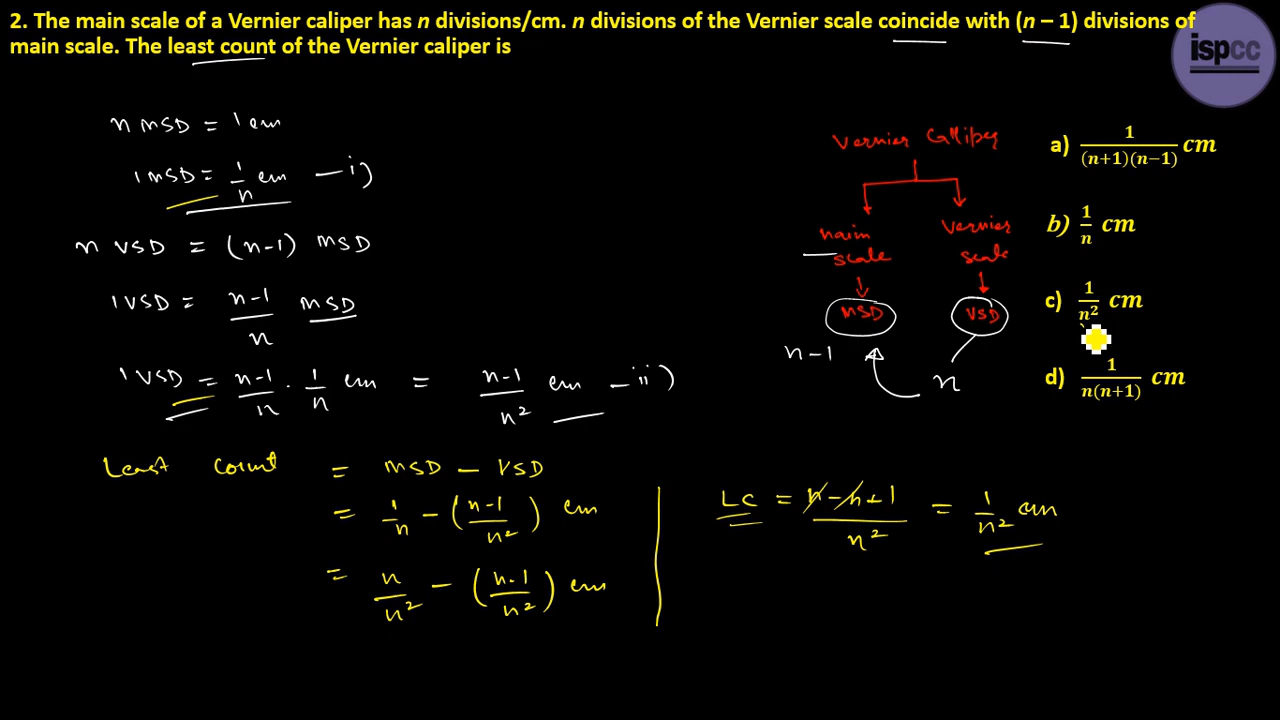 2. The main scale of a Vernier caliper has n divisions/cm. n divisions of the Vernier scale coincide with (n – 1) divisions of
main scale. The least count of the Vernier caliper is
ispcc
n MSD = 1 cm
1 MSD = 1/n cm — i)
n VSD = (n-1) MSD
1 VSD = n-1/n MSD
1 VSD = n-1/n · 1/n cm = n-1/n² cm — ii)
Least count = MSD – VSD
= 1/n – (n-1/n²) cm
= n/n² – (n-1/n²) cm
LC = n-n+1/n² = 1/n² cm
Vernier Calliper
main scale
Vernier scale
MSD
VSD
n-1
n
a) 1/(n+1)(n−1) cm
b) 1/n cm
c) 1/n² cm
d) 1/n(n+1) cm